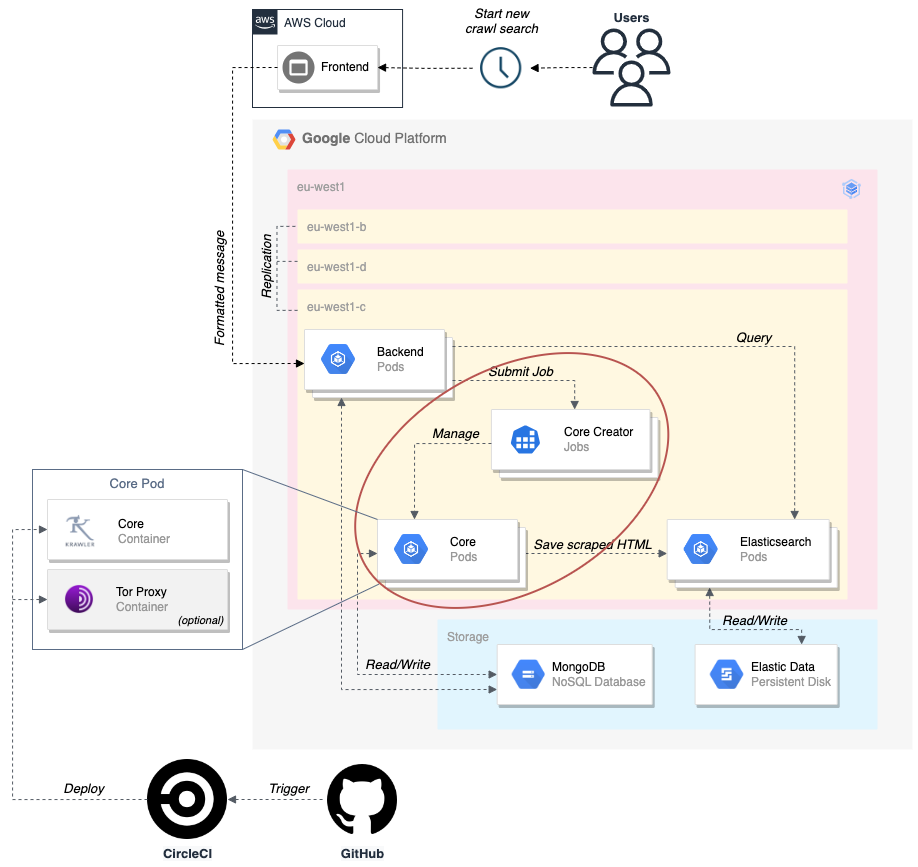 aws
AWS Cloud
Frontend
Start new
crawl search
Users
Google Cloud Platform
eu-west1
eu-west1-b
eu-west1-d
eu-west1-c
Replication
Formatted message
Backend
Pods
Query
Submit Job
Core Creator
Jobs
Manage
Core Pod
Core
Container
KRAWLER
Tor Proxy
Container
(optional)
Core
Pods
Save scraped HTML
Elasticsearch
Pods
Read/Write
Storage
Read/Write
MongoDB
NoSQL Database
Elastic Data
Persistent Disk
Deploy
Trigger
CircleCI
GitHub